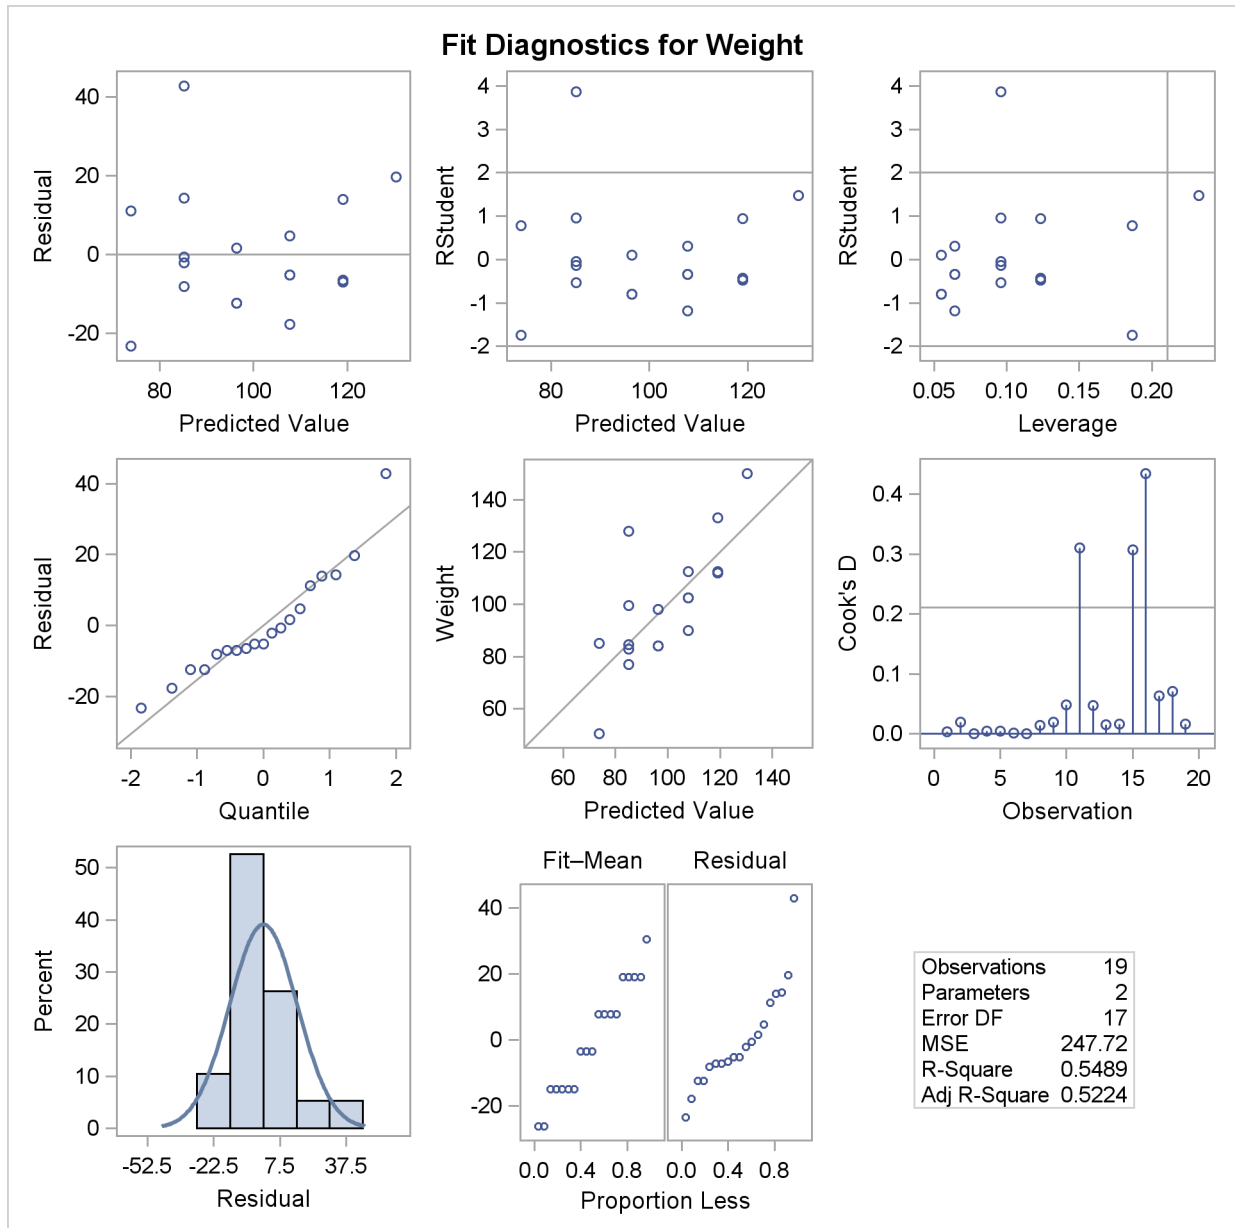 Fit Diagnostics for Weight
40
20
0
-20
Residual
80 100 120
Predicted Value
4
3
2
1
0
-1
-2
RStudent
80 100 120
Predicted Value
4
3
2
1
0
-1
-2
RStudent
0.05 0.10 0.15 0.20
Leverage
40
20
0
-20
Residual
-2 -1 0 1 2
Quantile
140
120
100
80
60
Weight
60 80 100 120 140
Predicted Value
0.4
0.3
0.2
0.1
0.0
Cook's D
0 5 10 15 20
Observation
50
40
30
20
10
0
Percent
-52.5 -22.5 7.5 37.5
Residual
Fit–Mean Residual
40
20
0
-20
0.0 0.4 0.8 0.0 0.4 0.8
Proportion Less
Observations 19
Parameters 2
Error DF 17
MSE 247.72
R-Square 0.5489
Adj R-Square 0.5224